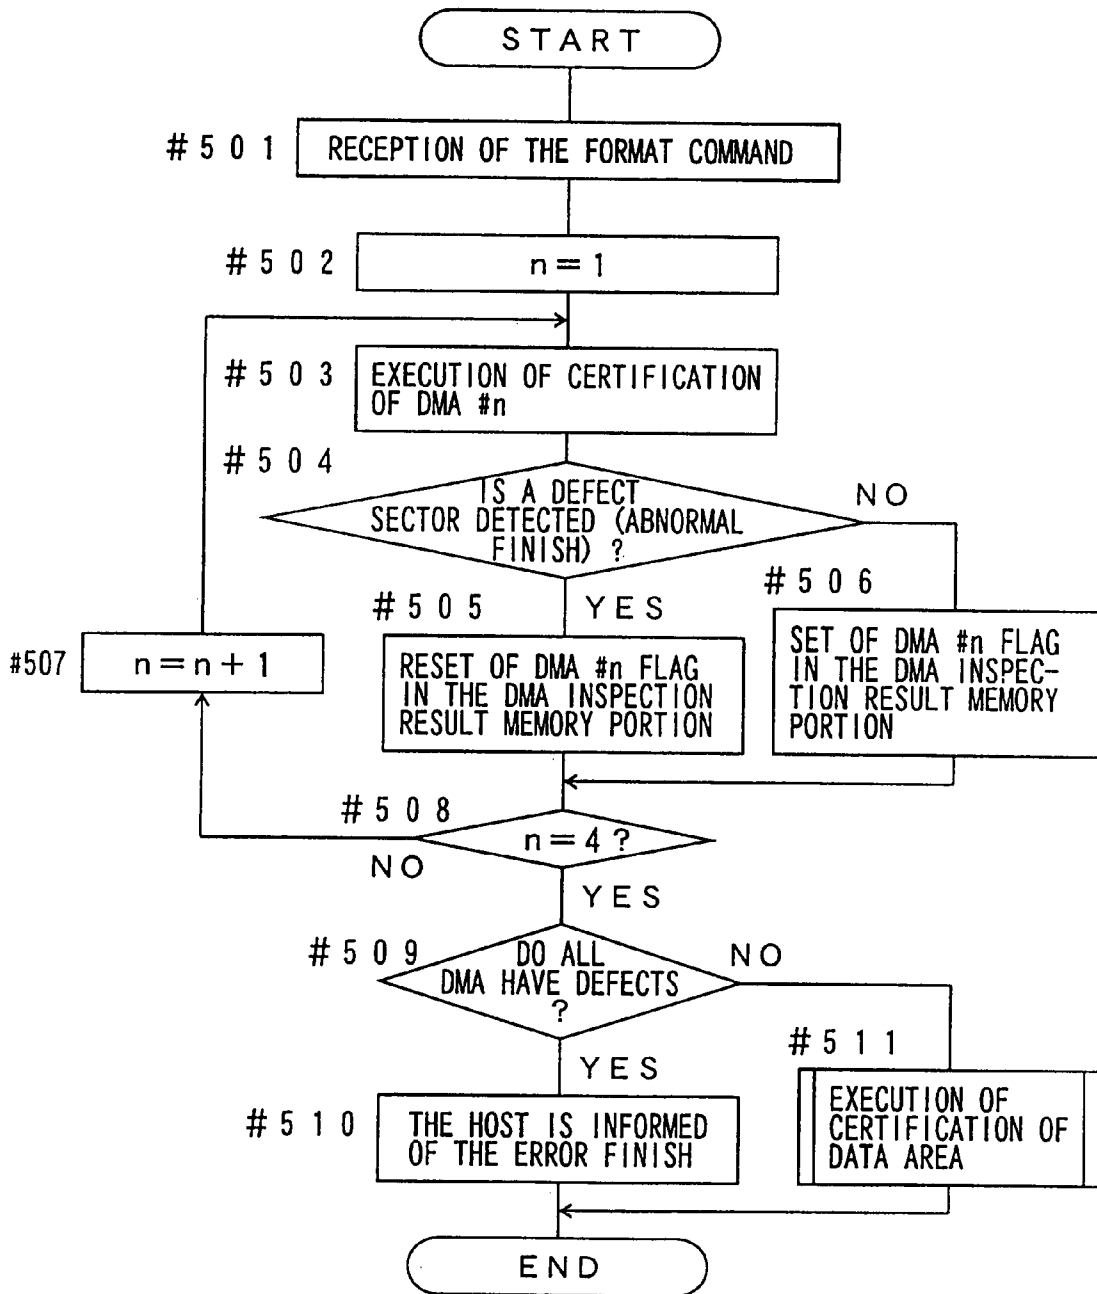 START
#501
RECEPTION OF THE FORMAT COMMAND
#502
n=1
#503
EXECUTION OF CERTIFICATION
OF DMA #n
#504
IS A DEFECT
SECTOR DETECTED (ABNORMAL
FINISH) ?
NO
YES
#505
RESET OF DMA #n FLAG
IN THE DMA INSPECTION
RESULT MEMORY PORTION
#506
SET OF DMA #n FLAG
IN THE DMA INSPEC-
TION RESULT MEMORY
PORTION
#507
n=n+1
#508
n=4?
NO
YES
#509
DO ALL
DMA HAVE DEFECTS
?
NO
YES
#510
THE HOST IS INFORMED
OF THE ERROR FINISH
#511
EXECUTION OF
CERTIFICATION OF
DATA AREA
END